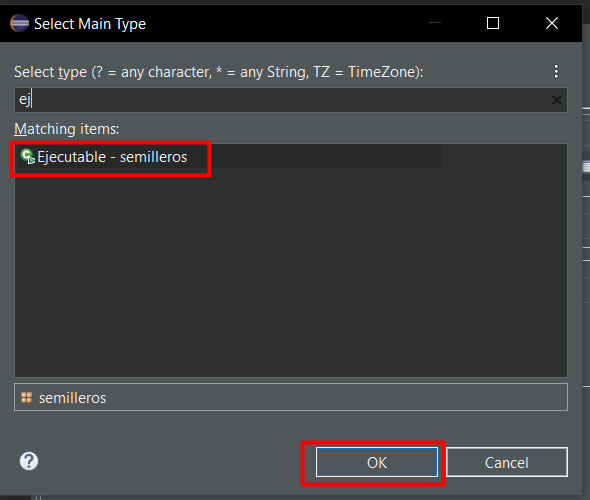 Select Main Type
Select type (? = any character, * = any String, TZ = TimeZone):
ej
Matching items:
Ejecutable - semilleros
semilleros
OK
Cancel